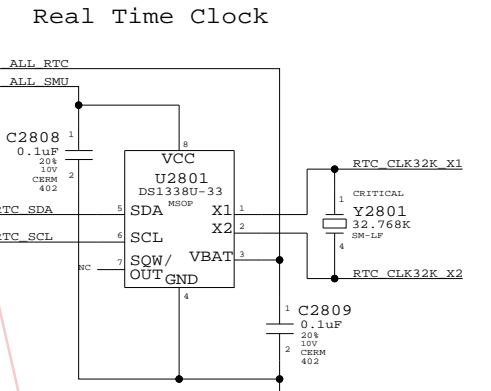 Real Time Clock
_ALL_RTC
_ALL_SMU
RTC_SDA
RTC_SCL
C2808
0.1uF
20%
10V
CERM
402
1
2
8
VCC
U2801
DS1338U-33
MSOP
5
SDA
6
SCL
7
NC
SQW/
OUT
GND
4
X1
1
X2
2
VBAT
3
RTC_CLK32K_X1
1
CRITICAL
Y2801
32.768K
SM-LF
4
RTC_CLK32K_X2
1
C2809
0.1uF
20%
10V
CERM
402
2